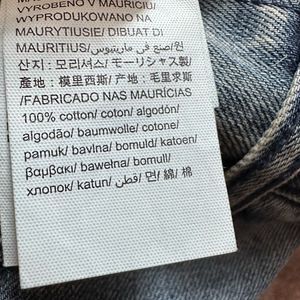 VYROBENO V MAURICIU/
WYPRODUKOWANO NA
MAURYTIUSIE/ DIBUAT DI
MAURITIUS/صنع في ماريتيوس/원
산지 : 모리셔스/ モーリシャス製/
產地 : 模里西斯/ 产地 : 毛里求斯
/FABRICADO NAS MAURÍCIAS
100% cotton/ coton/ algodón/
algodão/ baumwolle/ cotone/
pamuk/ bavlna/ bomuld/ katoen/
βαμβακι/ bawełna/ bomull/
хлопок/ katun/ قطن/ 면/ 綿/ 棉